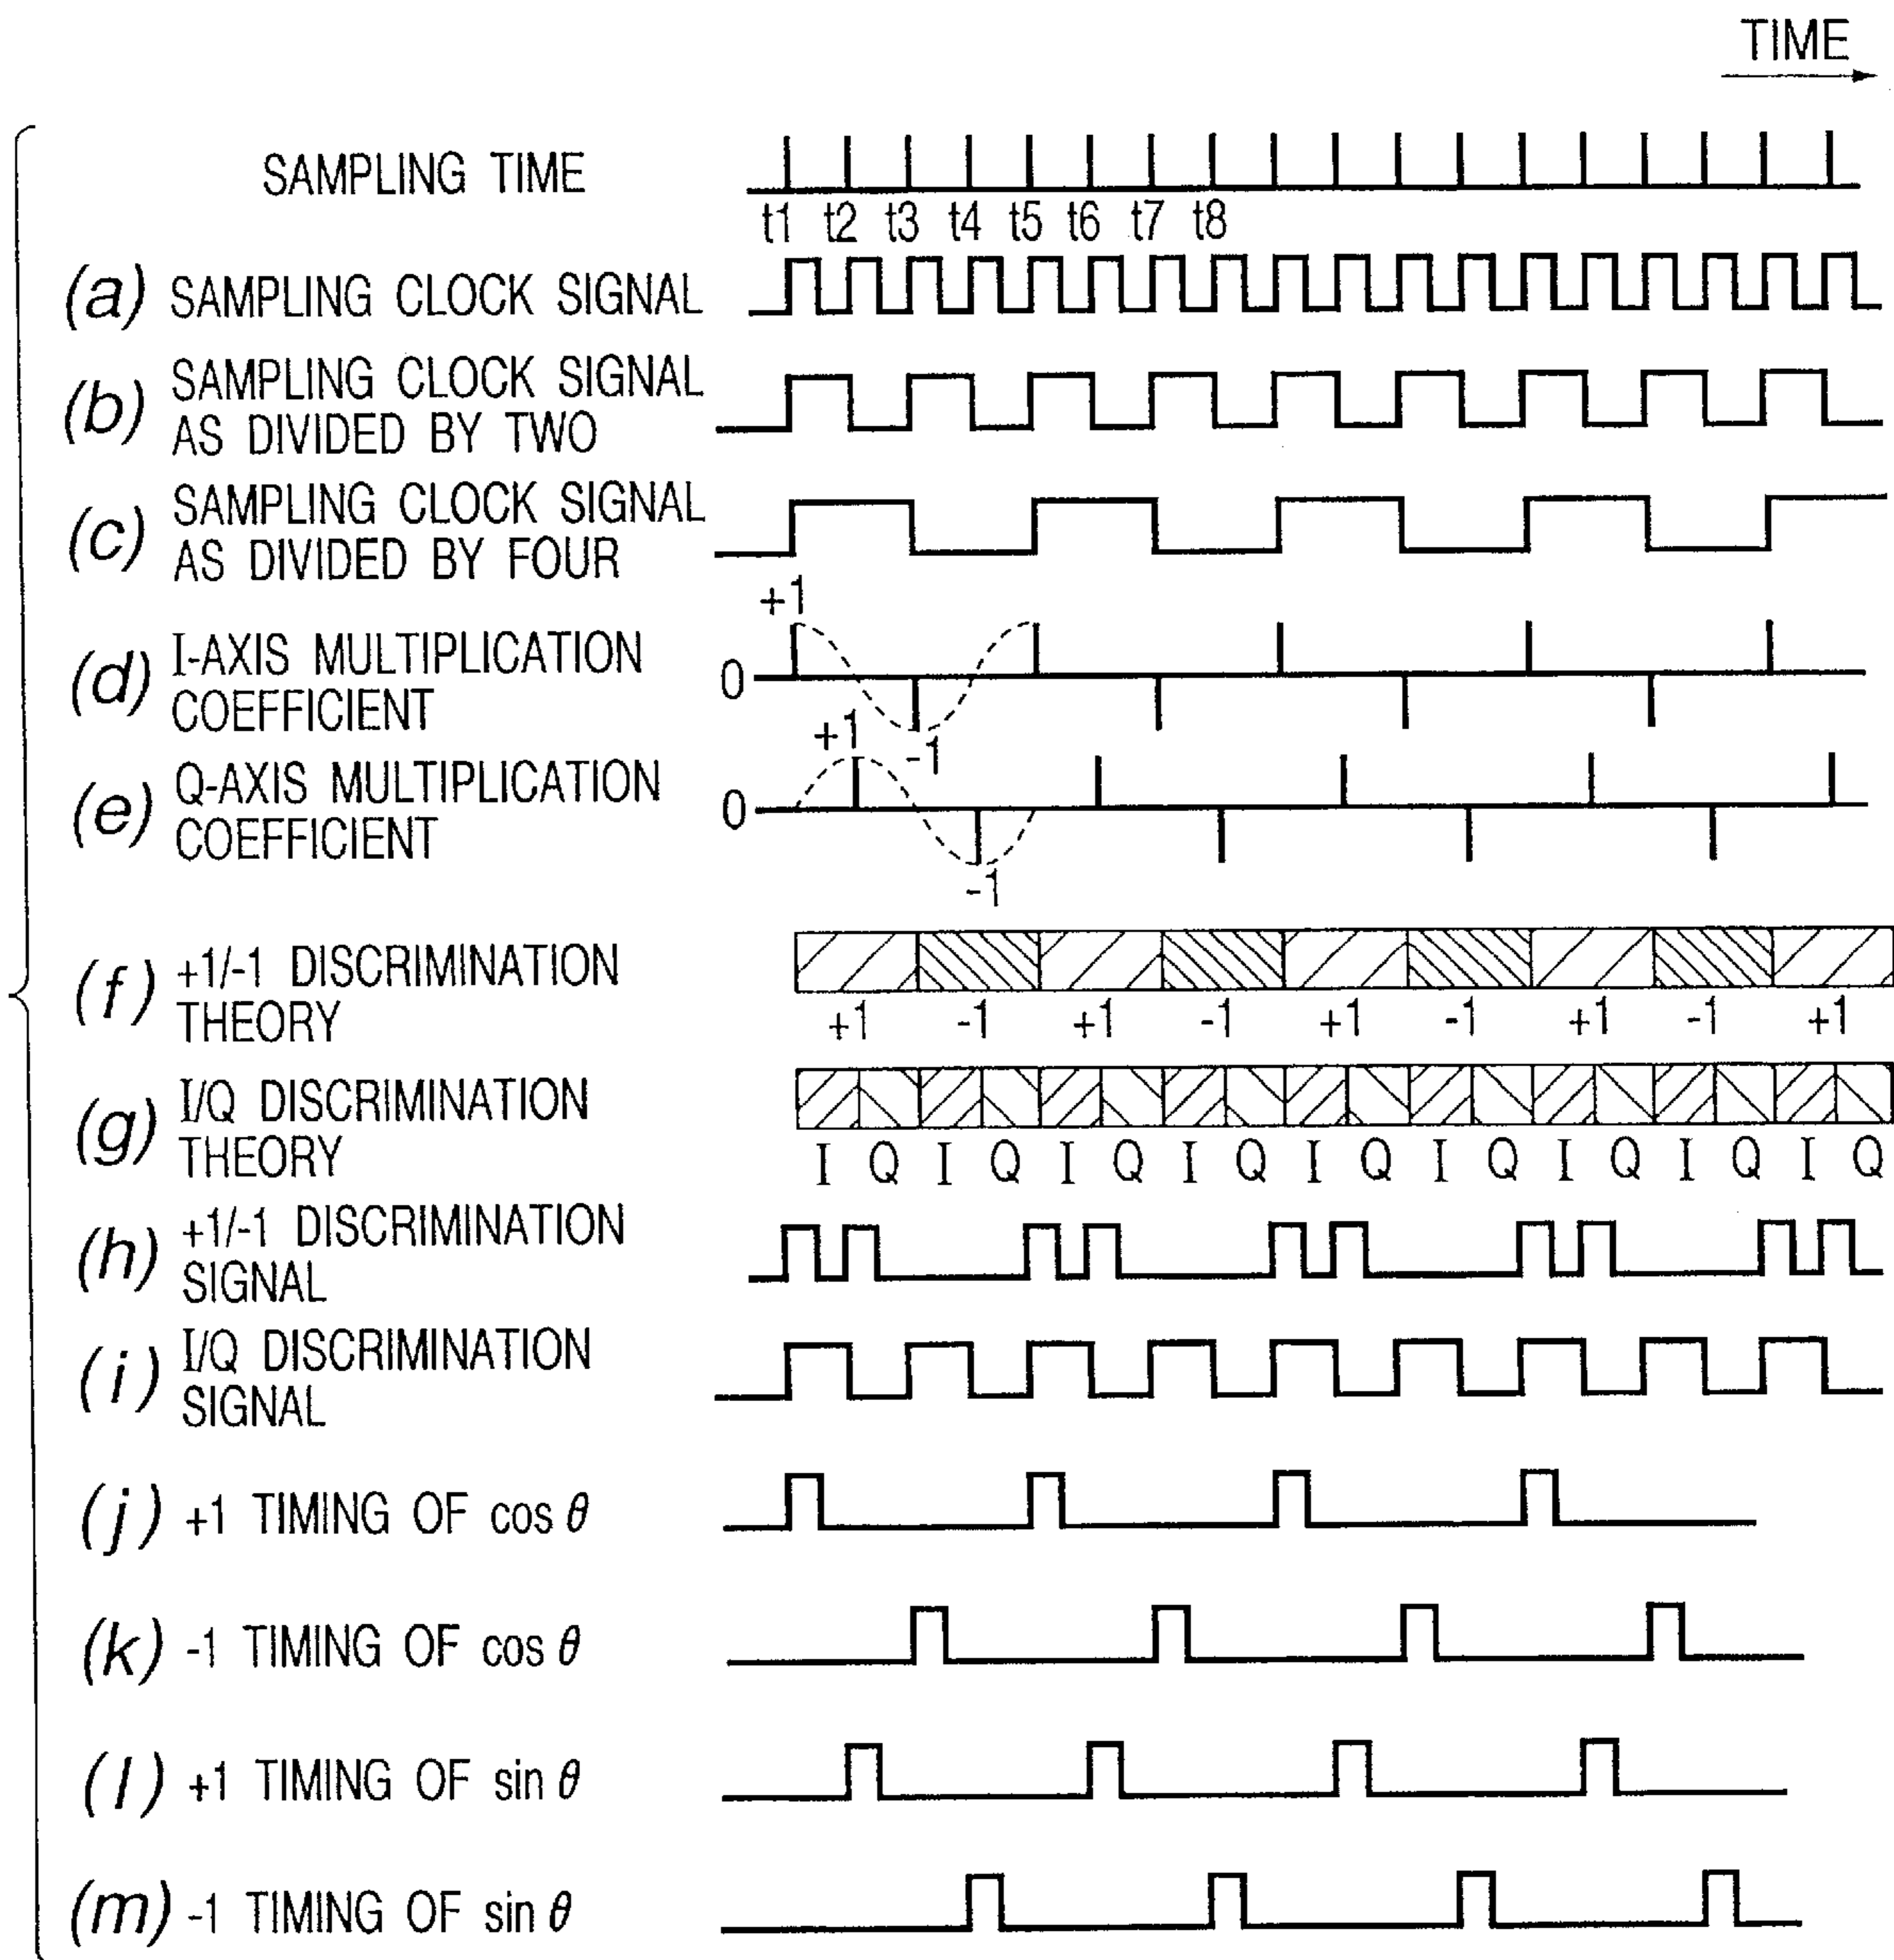 TIME
SAMPLING TIME
t1 t2 t3 t4 t5 t6 t7 t8
(a) SAMPLING CLOCK SIGNAL
(b) SAMPLING CLOCK SIGNAL
AS DIVIDED BY TWO
(c) SAMPLING CLOCK SIGNAL
AS DIVIDED BY FOUR
+1
(d) I-AXIS MULTIPLICATION
COEFFICIENT
0
-1
+1
(e) Q-AXIS MULTIPLICATION
COEFFICIENT
0
-1
(f) +1/-1 DISCRIMINATION
THEORY
+1 -1 +1 -1 +1 -1 +1 -1 +1
(g) I/Q DISCRIMINATION
THEORY
I Q I Q I Q I Q I Q I Q I Q I Q I Q
(h) +1/-1 DISCRIMINATION
SIGNAL
(i) I/Q DISCRIMINATION
SIGNAL
(j) +1 TIMING OF cos θ
(k) -1 TIMING OF cos θ
(l) +1 TIMING OF sin θ
(m) -1 TIMING OF sin θ